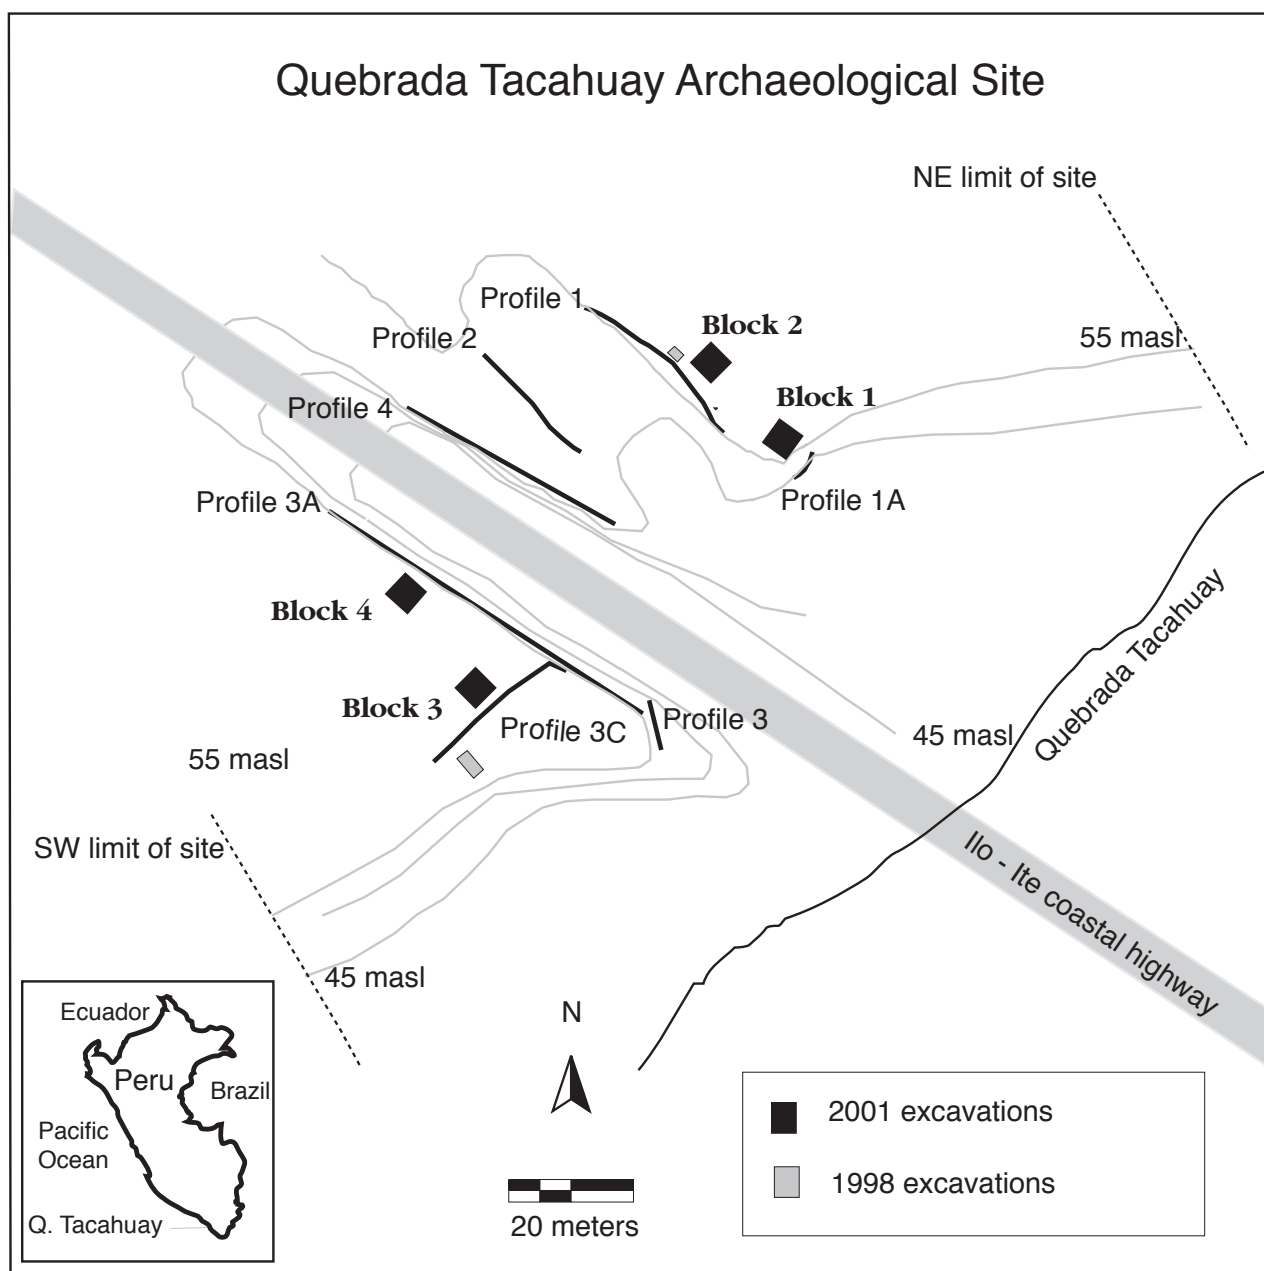 Quebrada Tacahuay Archaeological Site
NE limit of site
Profile 1
Block 2
55 masl
Profile 2
Block 1
Profile 4
Profile 3A
Profile 1A
Block 4
Quebrada Tacahuay
Block 3
Profile 3C
Profile 3
45 masl
55 masl
SW limit of site
Ilo - Ite coastal highway
45 masl
N
20 meters
2001 excavations
1998 excavations
Ecuador
Peru
Brazil
Pacific
Ocean
Q. Tacahuay